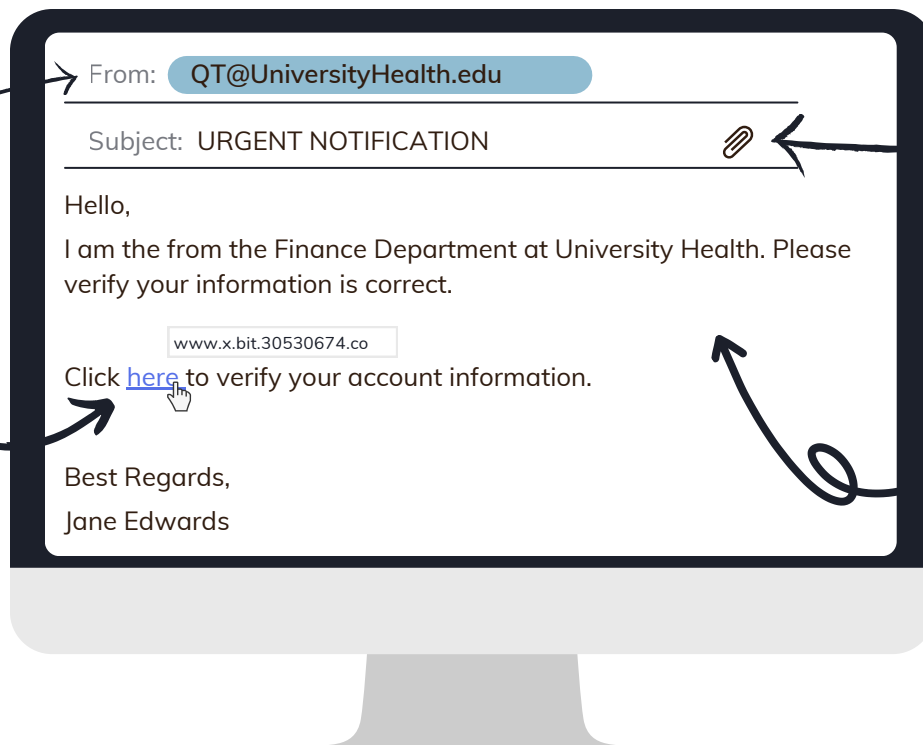 From: QT@UniversityHealth.edu
Subject: URGENT NOTIFICATION
Hello,
I am the from the Finance Department at University Health. Please
verify your information is correct.
www.x.bit.30530674.co
Click here to verify your account information.
Best Regards,
Jane Edwards